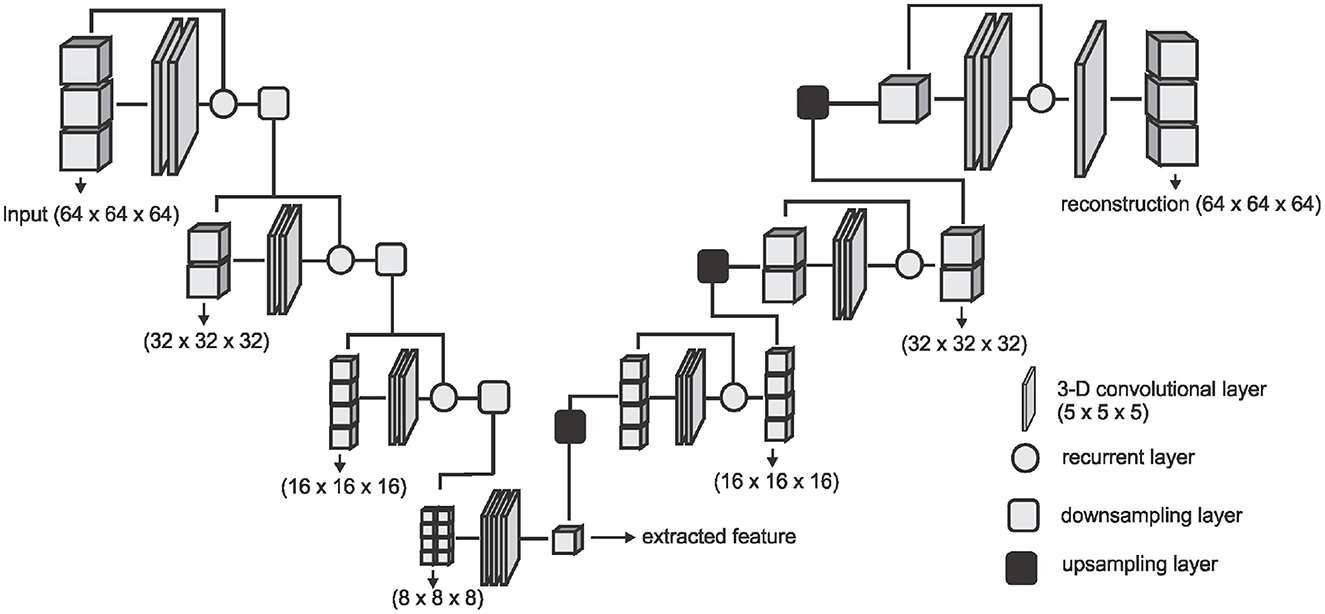 Input (64 x 64 x 64)
reconstruction (64 x 64 x 64)
(32 x 32 x 32)
(32 x 32 x 32)
(16 x 16 x 16)
(16 x 16 x 16)
extracted feature
(8 x 8 x 8)
3-D convolutional layer
(5 x 5 x 5)
recurrent layer
downsampling layer
upsampling layer